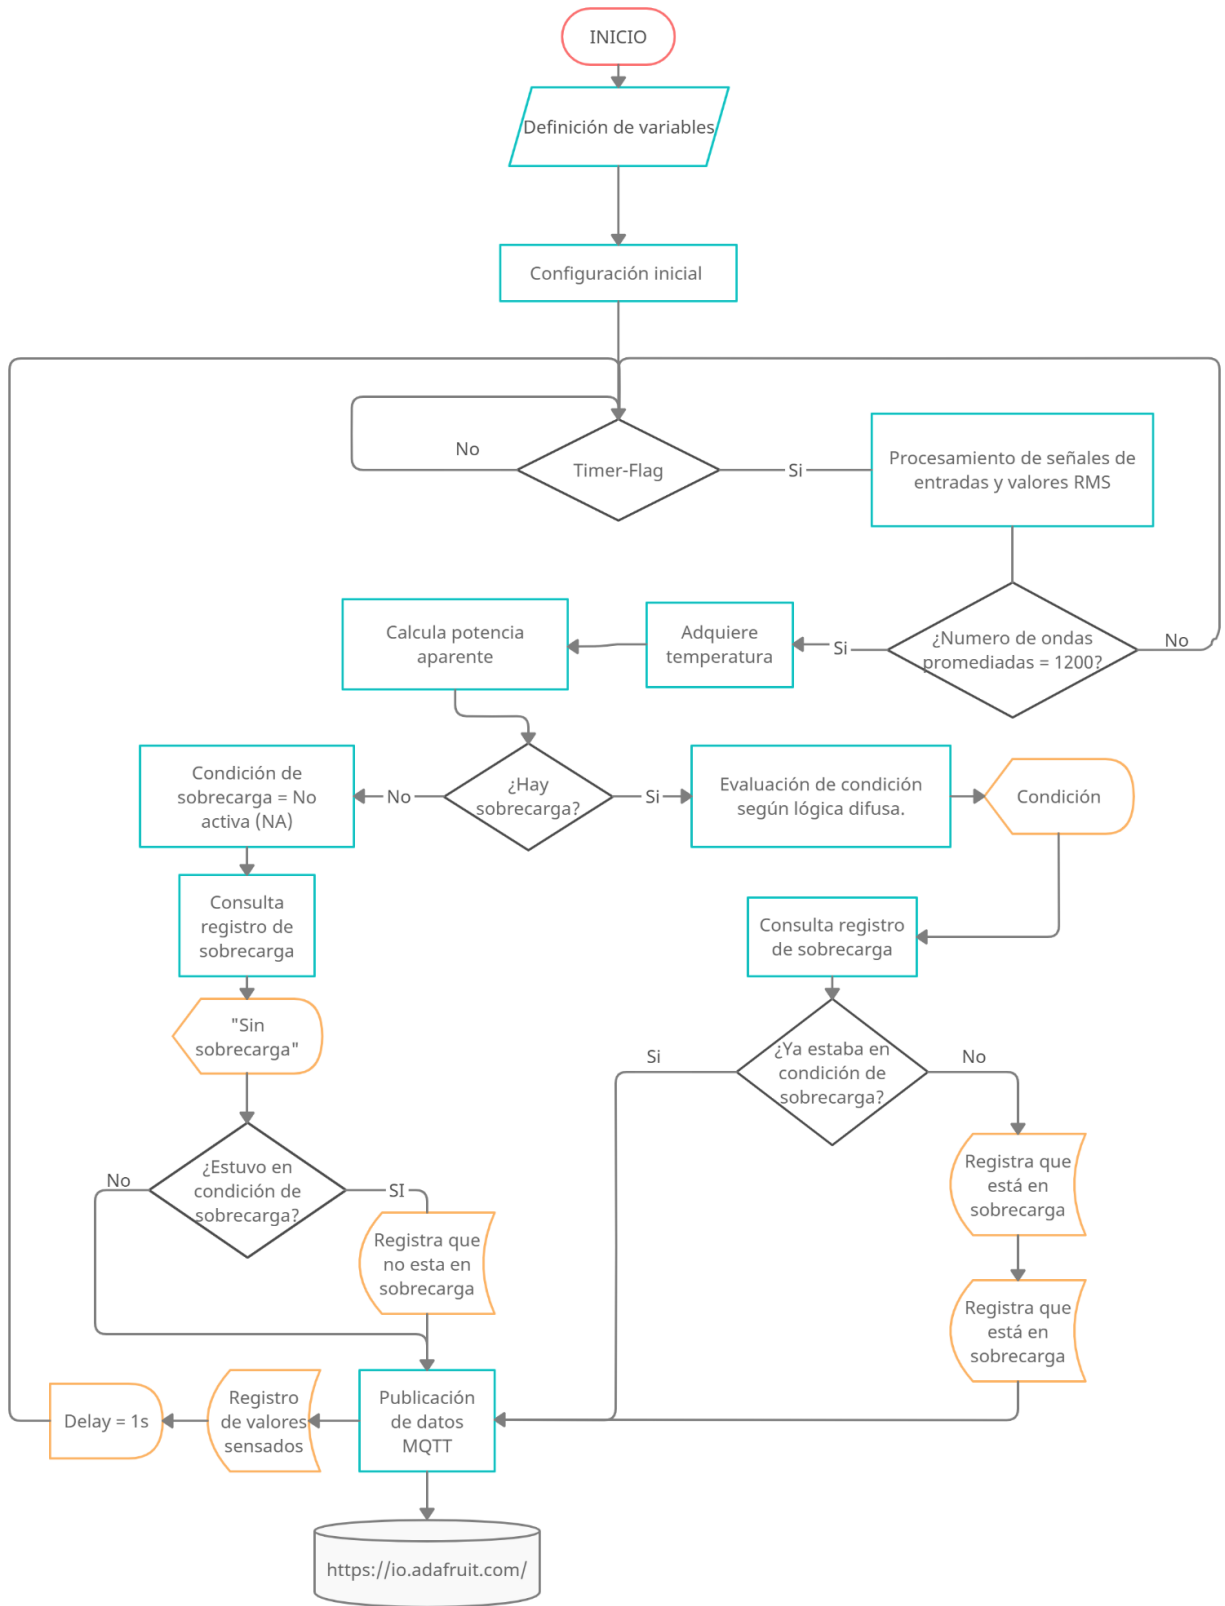 INICIO
Definición de variables
Configuración inicial
No
Timer-Flag
Si
Procesamiento de señales de
entradas y valores RMS
Calcula potencia
aparente
Adquiere
temperatura
Si
¿Numero de ondas
promediadas = 1200?
No
Condición de
sobrecarga = No
activa (NA)
No
¿Hay
sobrecarga?
Si
Evaluación de condición
según lógica difusa.
Condición
Consulta
registro de
sobrecarga
Consulta registro
de sobrecarga
"Sin
sobrecarga"
Si
¿Ya estaba en
condición de
sobrecarga?
No
No
¿Estuvo en
condición de
sobrecarga?
SI
Registra que
está en
sobrecarga
Registra que
no esta en
sobrecarga
Registra que
está en
sobrecarga
Delay = 1s
Registro
de valores
sensados
Publicación
de datos
MQTT
https://io.adafruit.com/